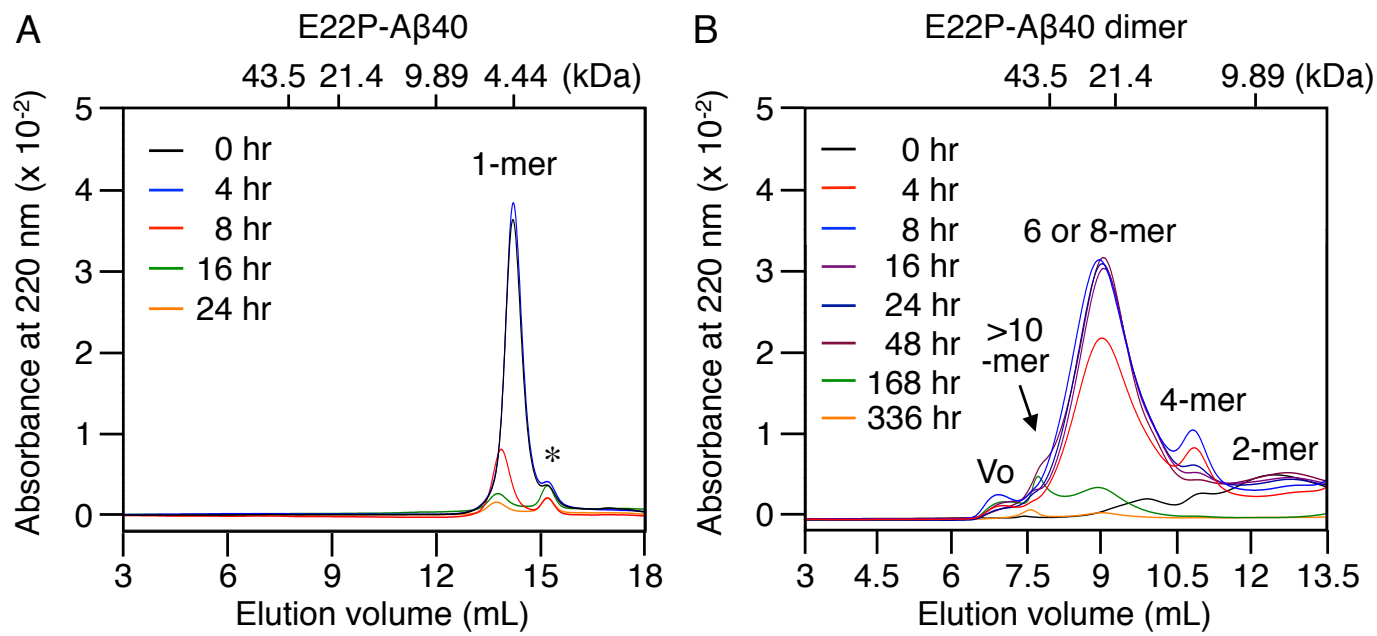 A
E22P-Aβ40
43.5 21.4 9.89 4.44 (kDa)
Absorbance at 220 nm (x 10-2)
5
4
3
2
1
0
0 hr
4 hr
8 hr
16 hr
24 hr
1-mer
*
3 6 9 12 15 18
Elution volume (mL)
B
E22P-Aβ40 dimer
43.5 21.4 9.89 (kDa)
Absorbance at 220 nm (x 10-2)
5
4
3
2
1
0
0 hr
4 hr
8 hr
16 hr
24 hr
48 hr
168 hr
336 hr
6 or 8-mer
>10
-mer
4-mer
2-mer
Vo
3 4.5 6 7.5 9 10.5 12 13.5
Elution volume (mL)